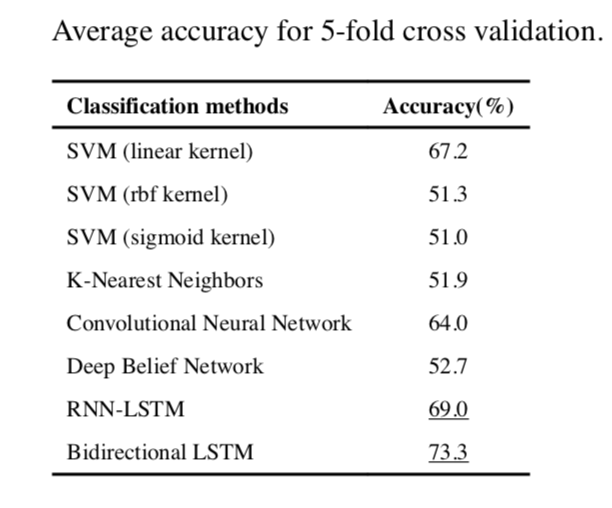 Average accuracy for 5-fold cross validation.
Classification methods Accuracy(%)
SVM (linear kernel) 67.2
SVM (rbf kernel) 51.3
SVM (sigmoid kernel) 51.0
K-Nearest Neighbors 51.9
Convolutional Neural Network 64.0
Deep Belief Network 52.7
RNN-LSTM 69.0
Bidirectional LSTM 73.3